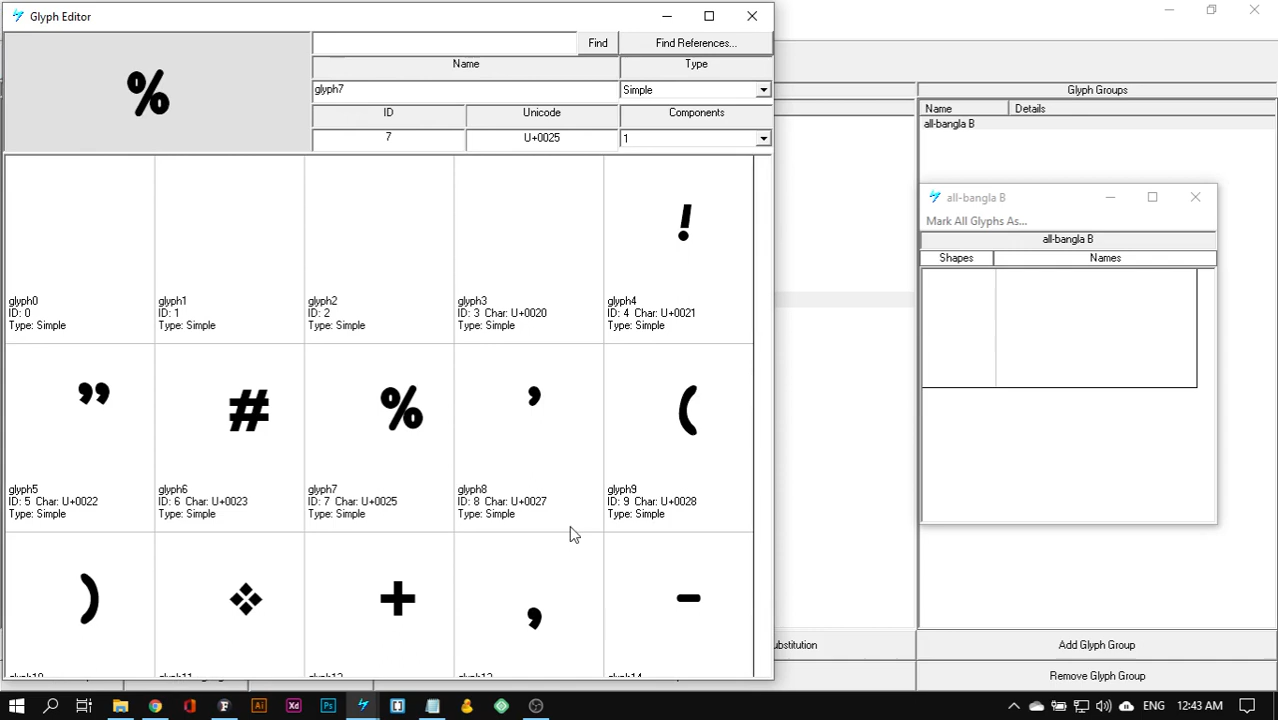 Glyph Editor
Find
Find References...
Name
Type
glyph7
Simple
ID
Unicode
Components
7
U+0025
1
%
!
glyph0
ID: 0
Type: Simple
glyph1
ID: 1
Type: Simple
glyph2
ID: 2
Type: Simple
glyph3
ID: 3 Char: U+0020
Type: Simple
glyph4
ID: 4 Char: U+0021
Type: Simple
” # % ’ (
glyph5
ID: 5 Char: U+0022
Type: Simple
glyph6
ID: 6 Char: U+0023
Type: Simple
glyph7
ID: 7 Char: U+0025
Type: Simple
glyph8
ID: 8 Char: U+0027
Type: Simple
glyph9
ID: 9 Char: U+0028
Type: Simple
) ❖ + , -
Glyph Groups
Name Details
all-bangla B
all-bangla B
Mark All Glyphs As...
all-bangla B
Shapes Names
Add Glyph Group
Remove Glyph Group
Ai Xd Ps
ENG 12:43 AM